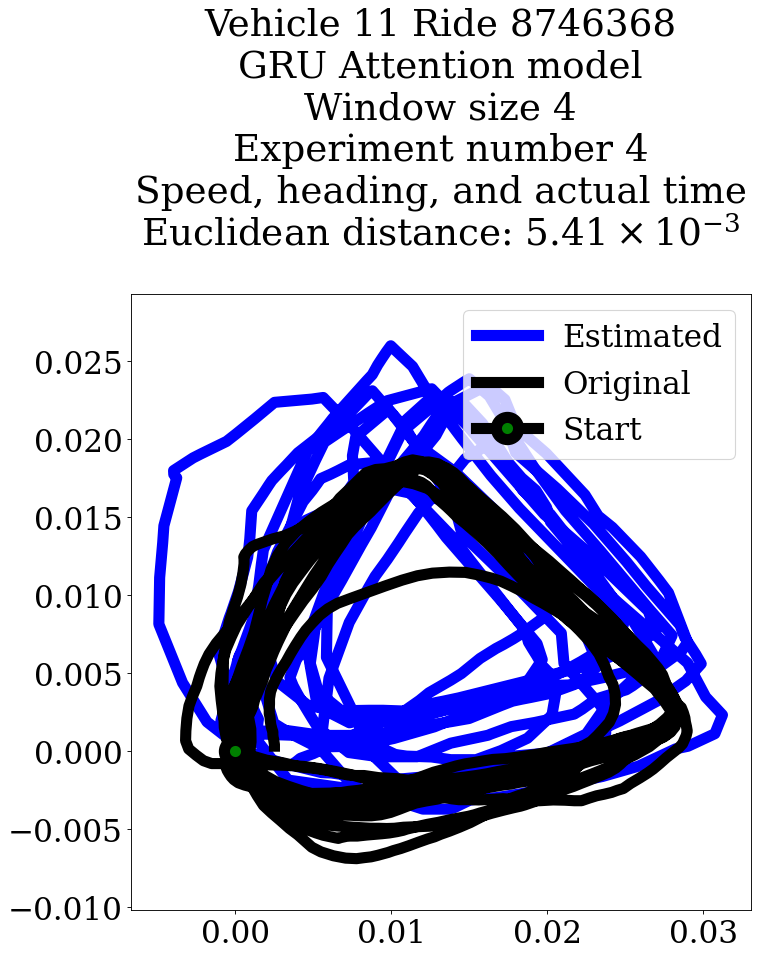 Vehicle 11 Ride 8746368
GRU Attention model
Window size 4
Experiment number 4
Speed, heading, and actual time
Euclidean distance: 5.41 × 10⁻³
Estimated
Original
Start
0.025
0.020
0.015
0.010
0.005
0.000
−0.005
−0.010
0.00 0.01 0.02 0.03